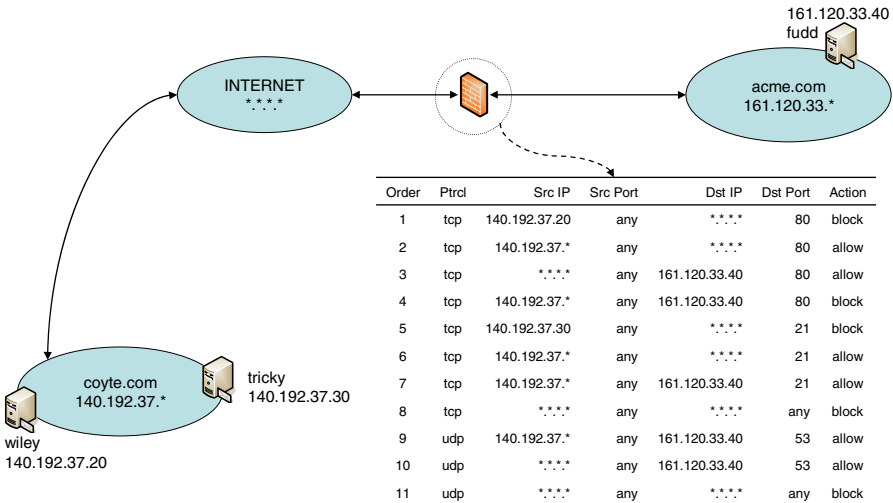 161.120.33.40
fudd
INTERNET
*.*.*.*
acme.com
161.120.33.*
Order Ptrcl Src IP Src Port Dst IP Dst Port Action
1 tcp 140.192.37.20 any *.*.*.* 80 block
2 tcp 140.192.37.* any *.*.*.* 80 allow
3 tcp *.*.*.* any 161.120.33.40 80 allow
4 tcp 140.192.37.* any 161.120.33.40 80 block
5 tcp 140.192.37.30 any *.*.*.* 21 block
6 tcp 140.192.37.* any *.*.*.* 21 allow
7 tcp 140.192.37.* any 161.120.33.40 21 allow
8 tcp *.*.*.* any *.*.*.* any block
9 udp 140.192.37.* any 161.120.33.40 53 allow
10 udp *.*.*.* any 161.120.33.40 53 allow
11 udp *.*.*.* any *.*.*.* any block
coyte.com
140.192.37.*
tricky
140.192.37.30
wiley
140.192.37.20